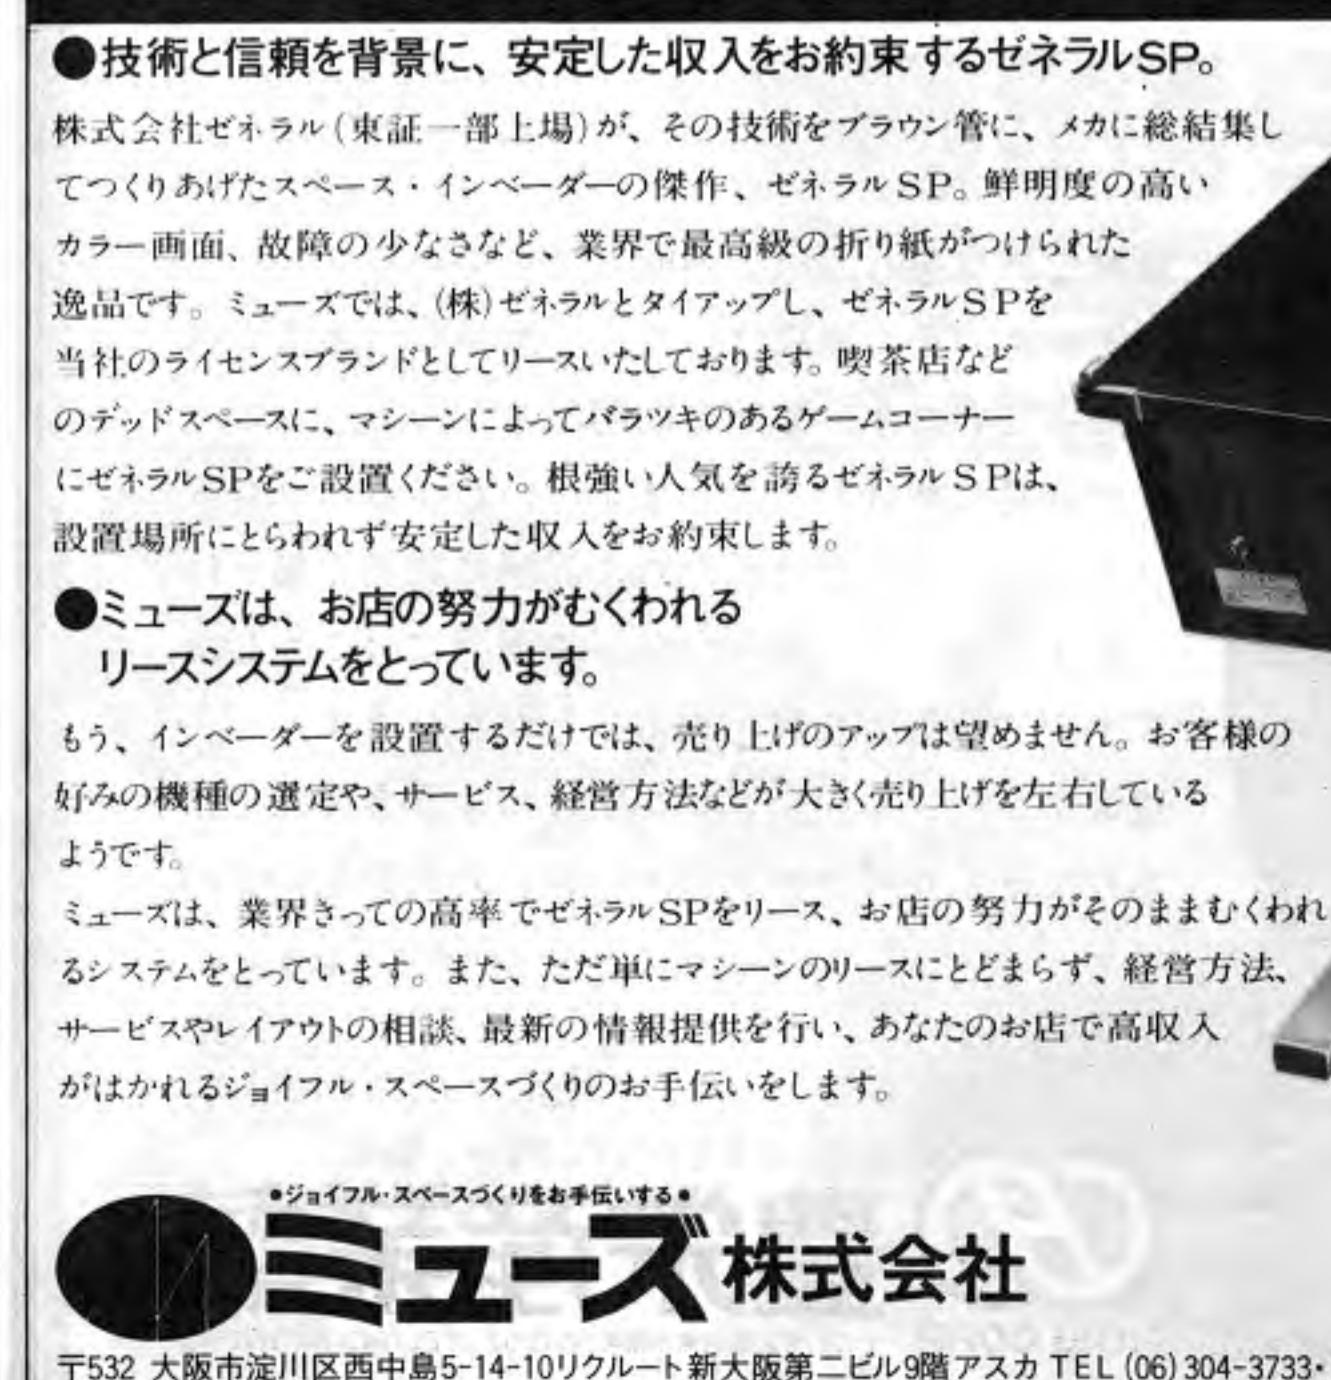 ●技術と信頼を背景に、安定した収入をお約束するゼネラルSP。
株式会社ゼネラル(東証一部上場)が、その技術をブラウン管に、メカに総結集し
てつくりあげたスペース・インベーダーの傑作、ゼネラルSP。鮮明度の高い
カラー画面、故障の少なさなど、業界で最高級の折り紙がつけられた
逸品です。ミューズでは、(株)ゼネラルとタイアップし、ゼネラルSPを
当社のライセンスブランドとしてリースいたしております。喫茶店など
のデッドスペースに、マシーンによってバラツキのあるゲームコーナー
にゼネラルSPをご設置ください。根強い人気を誇るゼネラルSPは、
設置場所にとらわれず安定した収入をお約束します。
●ミューズは、お店の努力がむくわれる
リースシステムをとっています。
もう、インベーダーを設置するだけでは、売り上げのアップは望めません。お客様の
好みの機種の選定や、サービス、経営方法などが大きく売り上げを左右している
ようです。
ミューズは、業界きっての高率でゼネラルSPをリース、お店の努力がそのままむくわれ
るシステムをとっています。また、ただ単にマシーンのリースにとどまらず、経営方法、
サービスやレイアウトの相談、最新の情報提供を行い、あなたのお店で高収入
がはかれるジョイフル・スペースづくりのお手伝いをします。
●ジョイフル・スペースづくりをお手伝いする●
ミューズ株式会社
〒532 大阪市淀川区西中島5-14-10リクルート新大阪第二ビル9階アスカ TEL(06)304-3733・